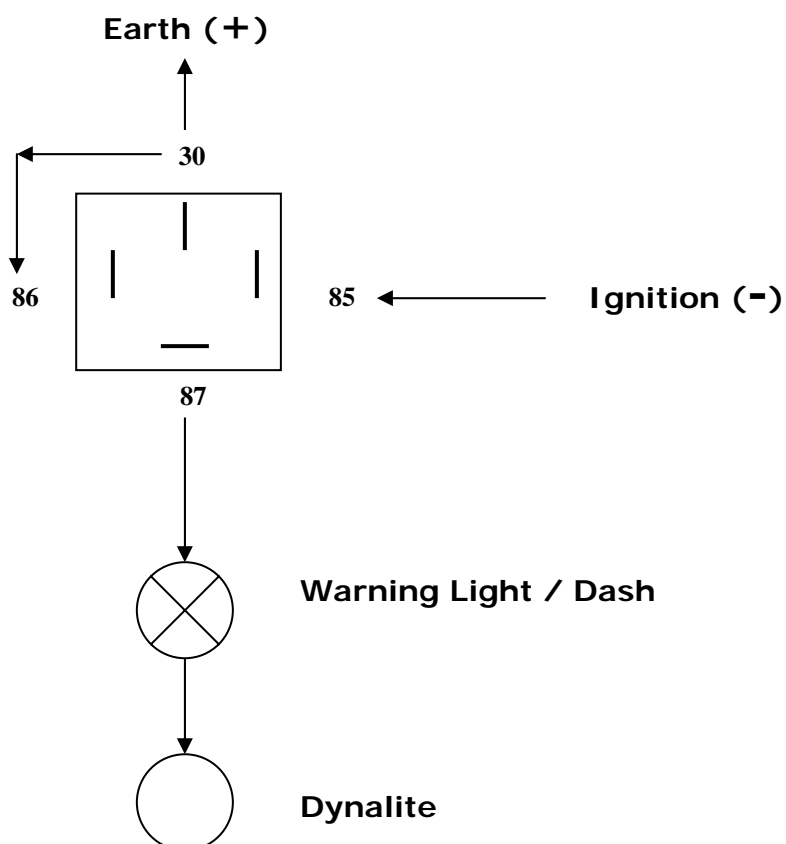 Earth (+)
30
86
85
Ignition (-)
87
Warning Light / Dash
Dynalite